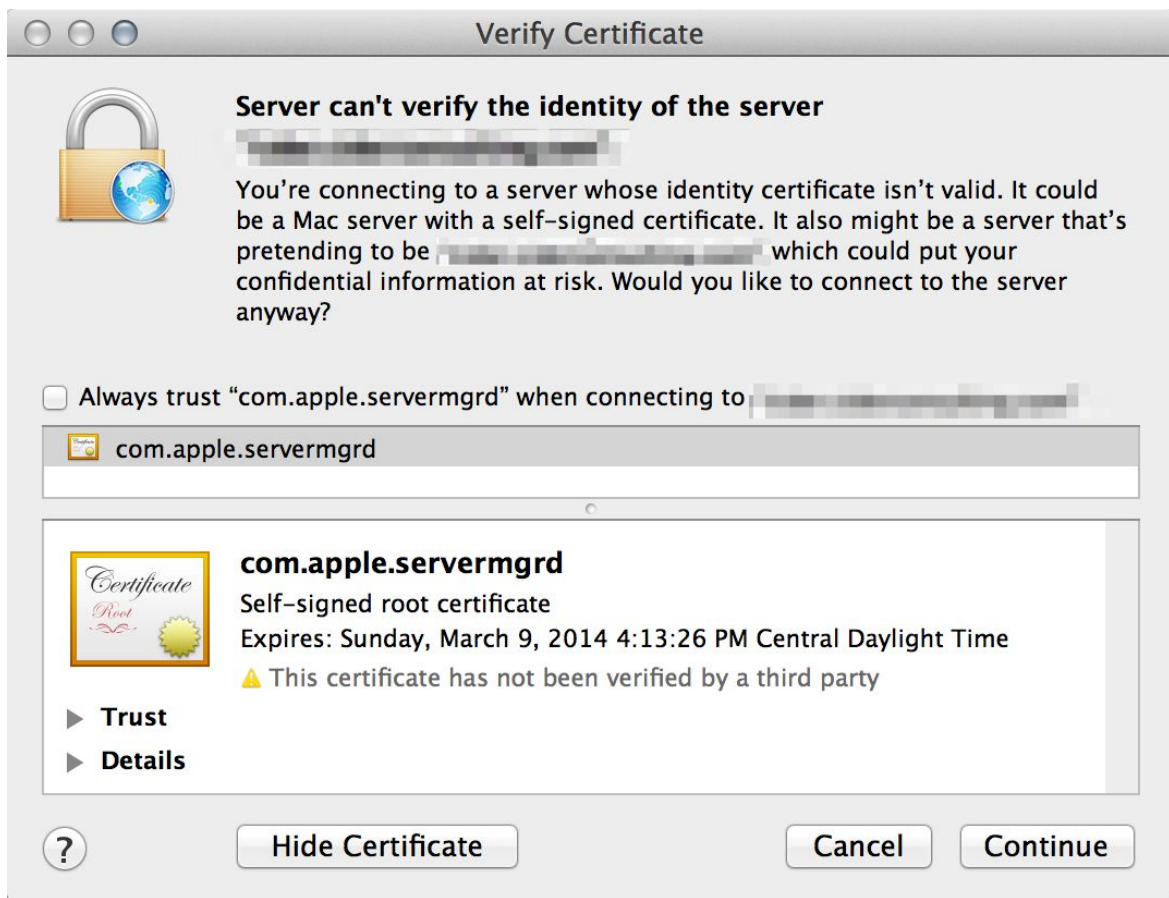 Verify Certificate
Server can't verify the identity of the server
You're connecting to a server whose identity certificate isn't valid. It could
be a Mac server with a self-signed certificate. It also might be a server that's
pretending to be which could put your
confidential information at risk. Would you like to connect to the server
anyway?
Always trust “com.apple.servermgrd” when connecting to
com.apple.servermgrd
Certificate
Root
com.apple.servermgrd
Self-signed root certificate
Expires: Sunday, March 9, 2014 4:13:26 PM Central Daylight Time
This certificate has not been verified by a third party
Trust
Details
?
Hide Certificate
Cancel
Continue